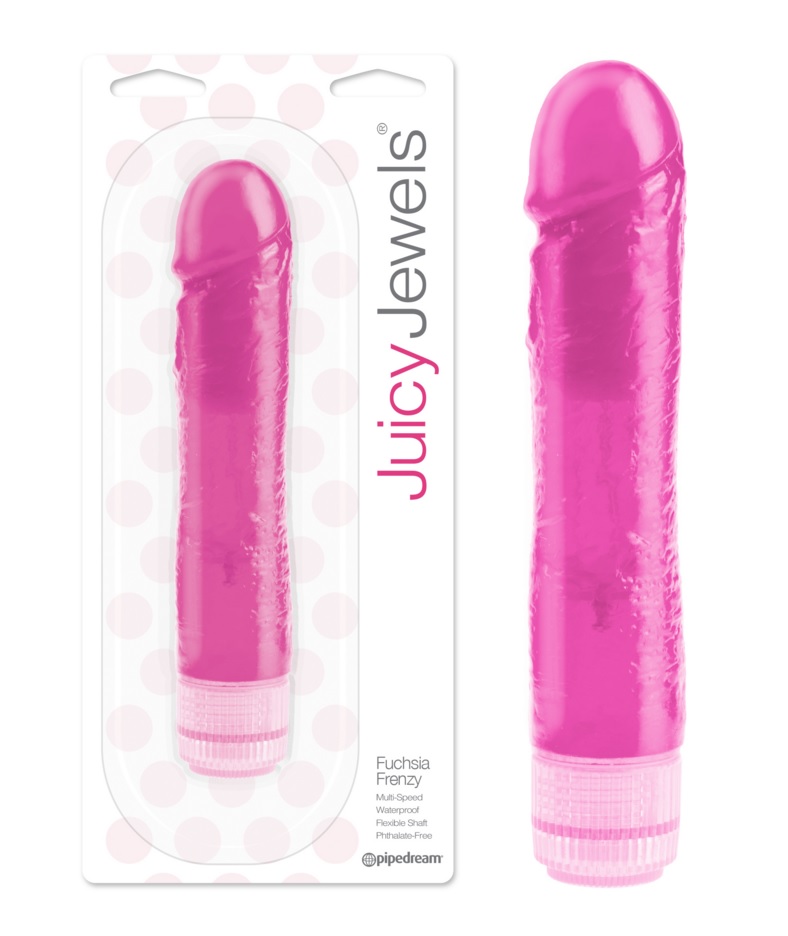 Juicy Jewels®
Fuchsia
Frenzy
Multi-Speed
Waterproof
Flexible Shaft
Phthalate-Free
pipedream